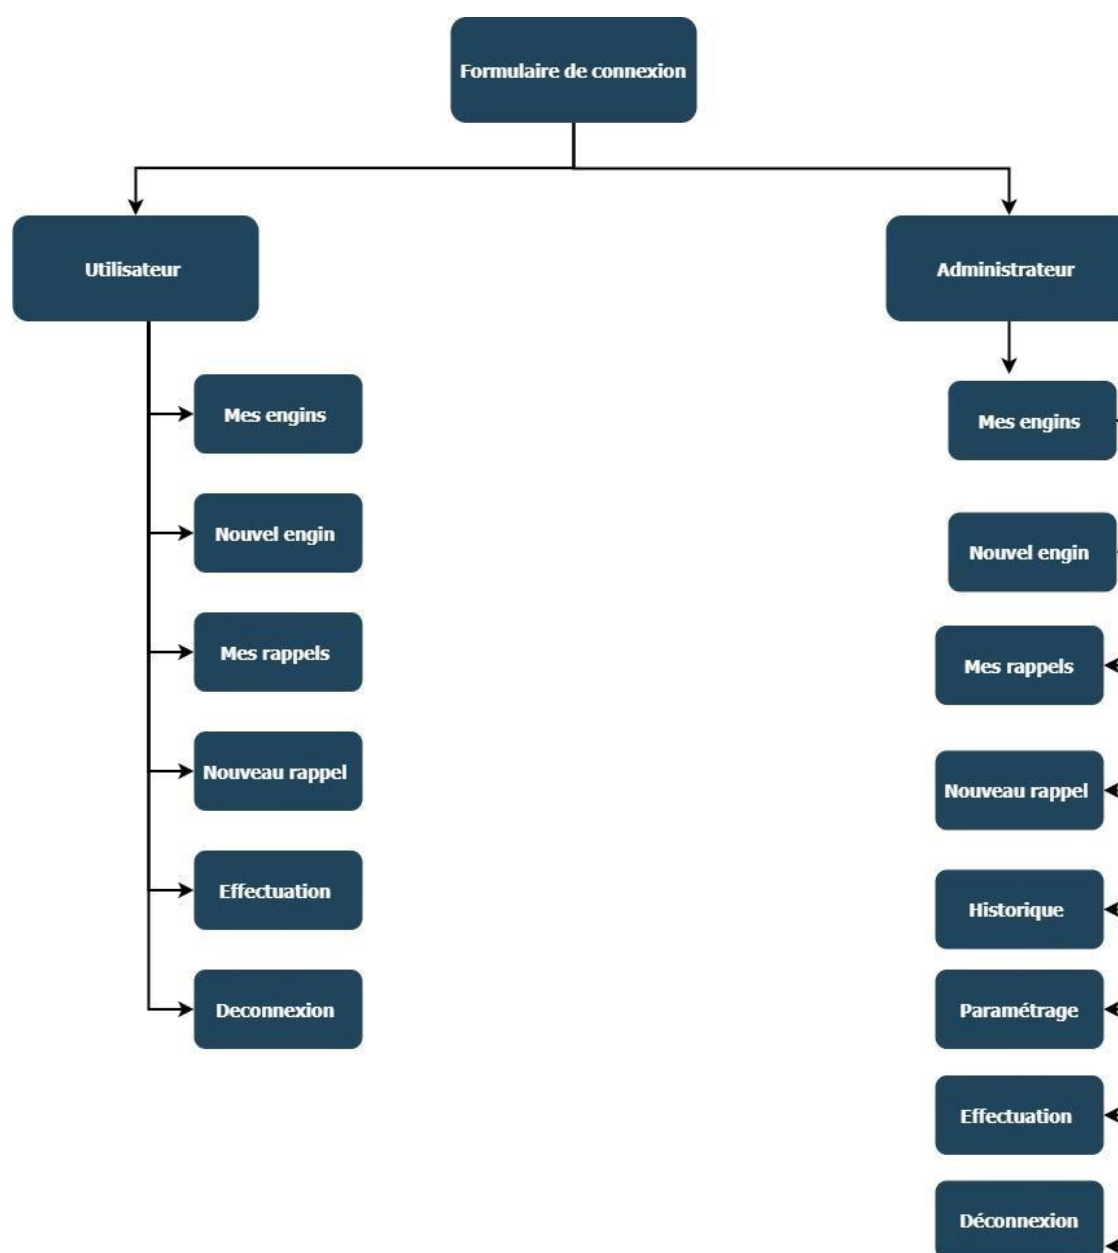 Formulaire de connexion
Utilisateur
Administrateur
Mes engins
Nouvel engin
Mes rappels
Nouveau rappel
Effectuation
Deconnexion
Mes engins
Nouvel engin
Mes rappels
Nouveau rappel
Historique
Paramétrage
Effectuation
Déconnexion